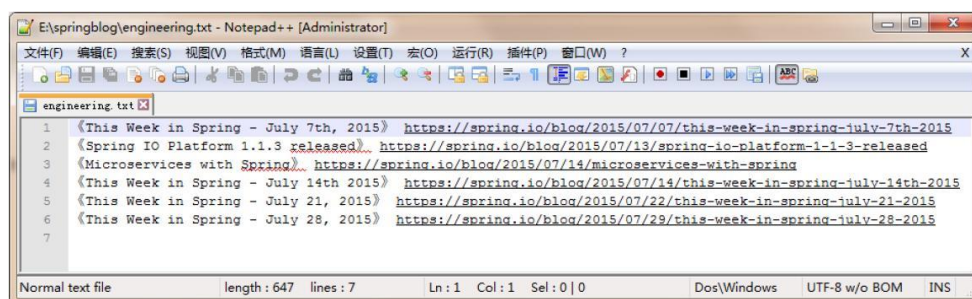 E:\springblog\engineering.txt - Notepad++ [Administrator]
文件(F) 编辑(E) 搜索(S) 视图(V) 格式(M) 语言(L) 设置(T) 宏(O) 运行(R) 插件(P) 窗口(W) ? X
engineering.txt
1 《This Week in Spring - July 7th, 2015》 https://spring.io/blog/2015/07/07/this-week-in-spring-july-7th-2015
2 《Spring IO Platform 1.1.3 released》 https://spring.io/blog/2015/07/13/spring-io-platform-1-1-3-released
3 《Microservices with Spring》 https://spring.io/blog/2015/07/14/microservices-with-spring
4 《This Week in Spring - July 14th 2015》 https://spring.io/blog/2015/07/14/this-week-in-spring-july-14th-2015
5 《This Week in Spring - July 21, 2015》 https://spring.io/blog/2015/07/22/this-week-in-spring-july-21-2015
6 《This Week in Spring - July 28, 2015》 https://spring.io/blog/2015/07/29/this-week-in-spring-july-28-2015
7
Normal text file length : 647 lines : 7 Ln : 1 Col : 1 Sel : 0 | 0 Dos\Windows UTF-8 w/o BOM INS